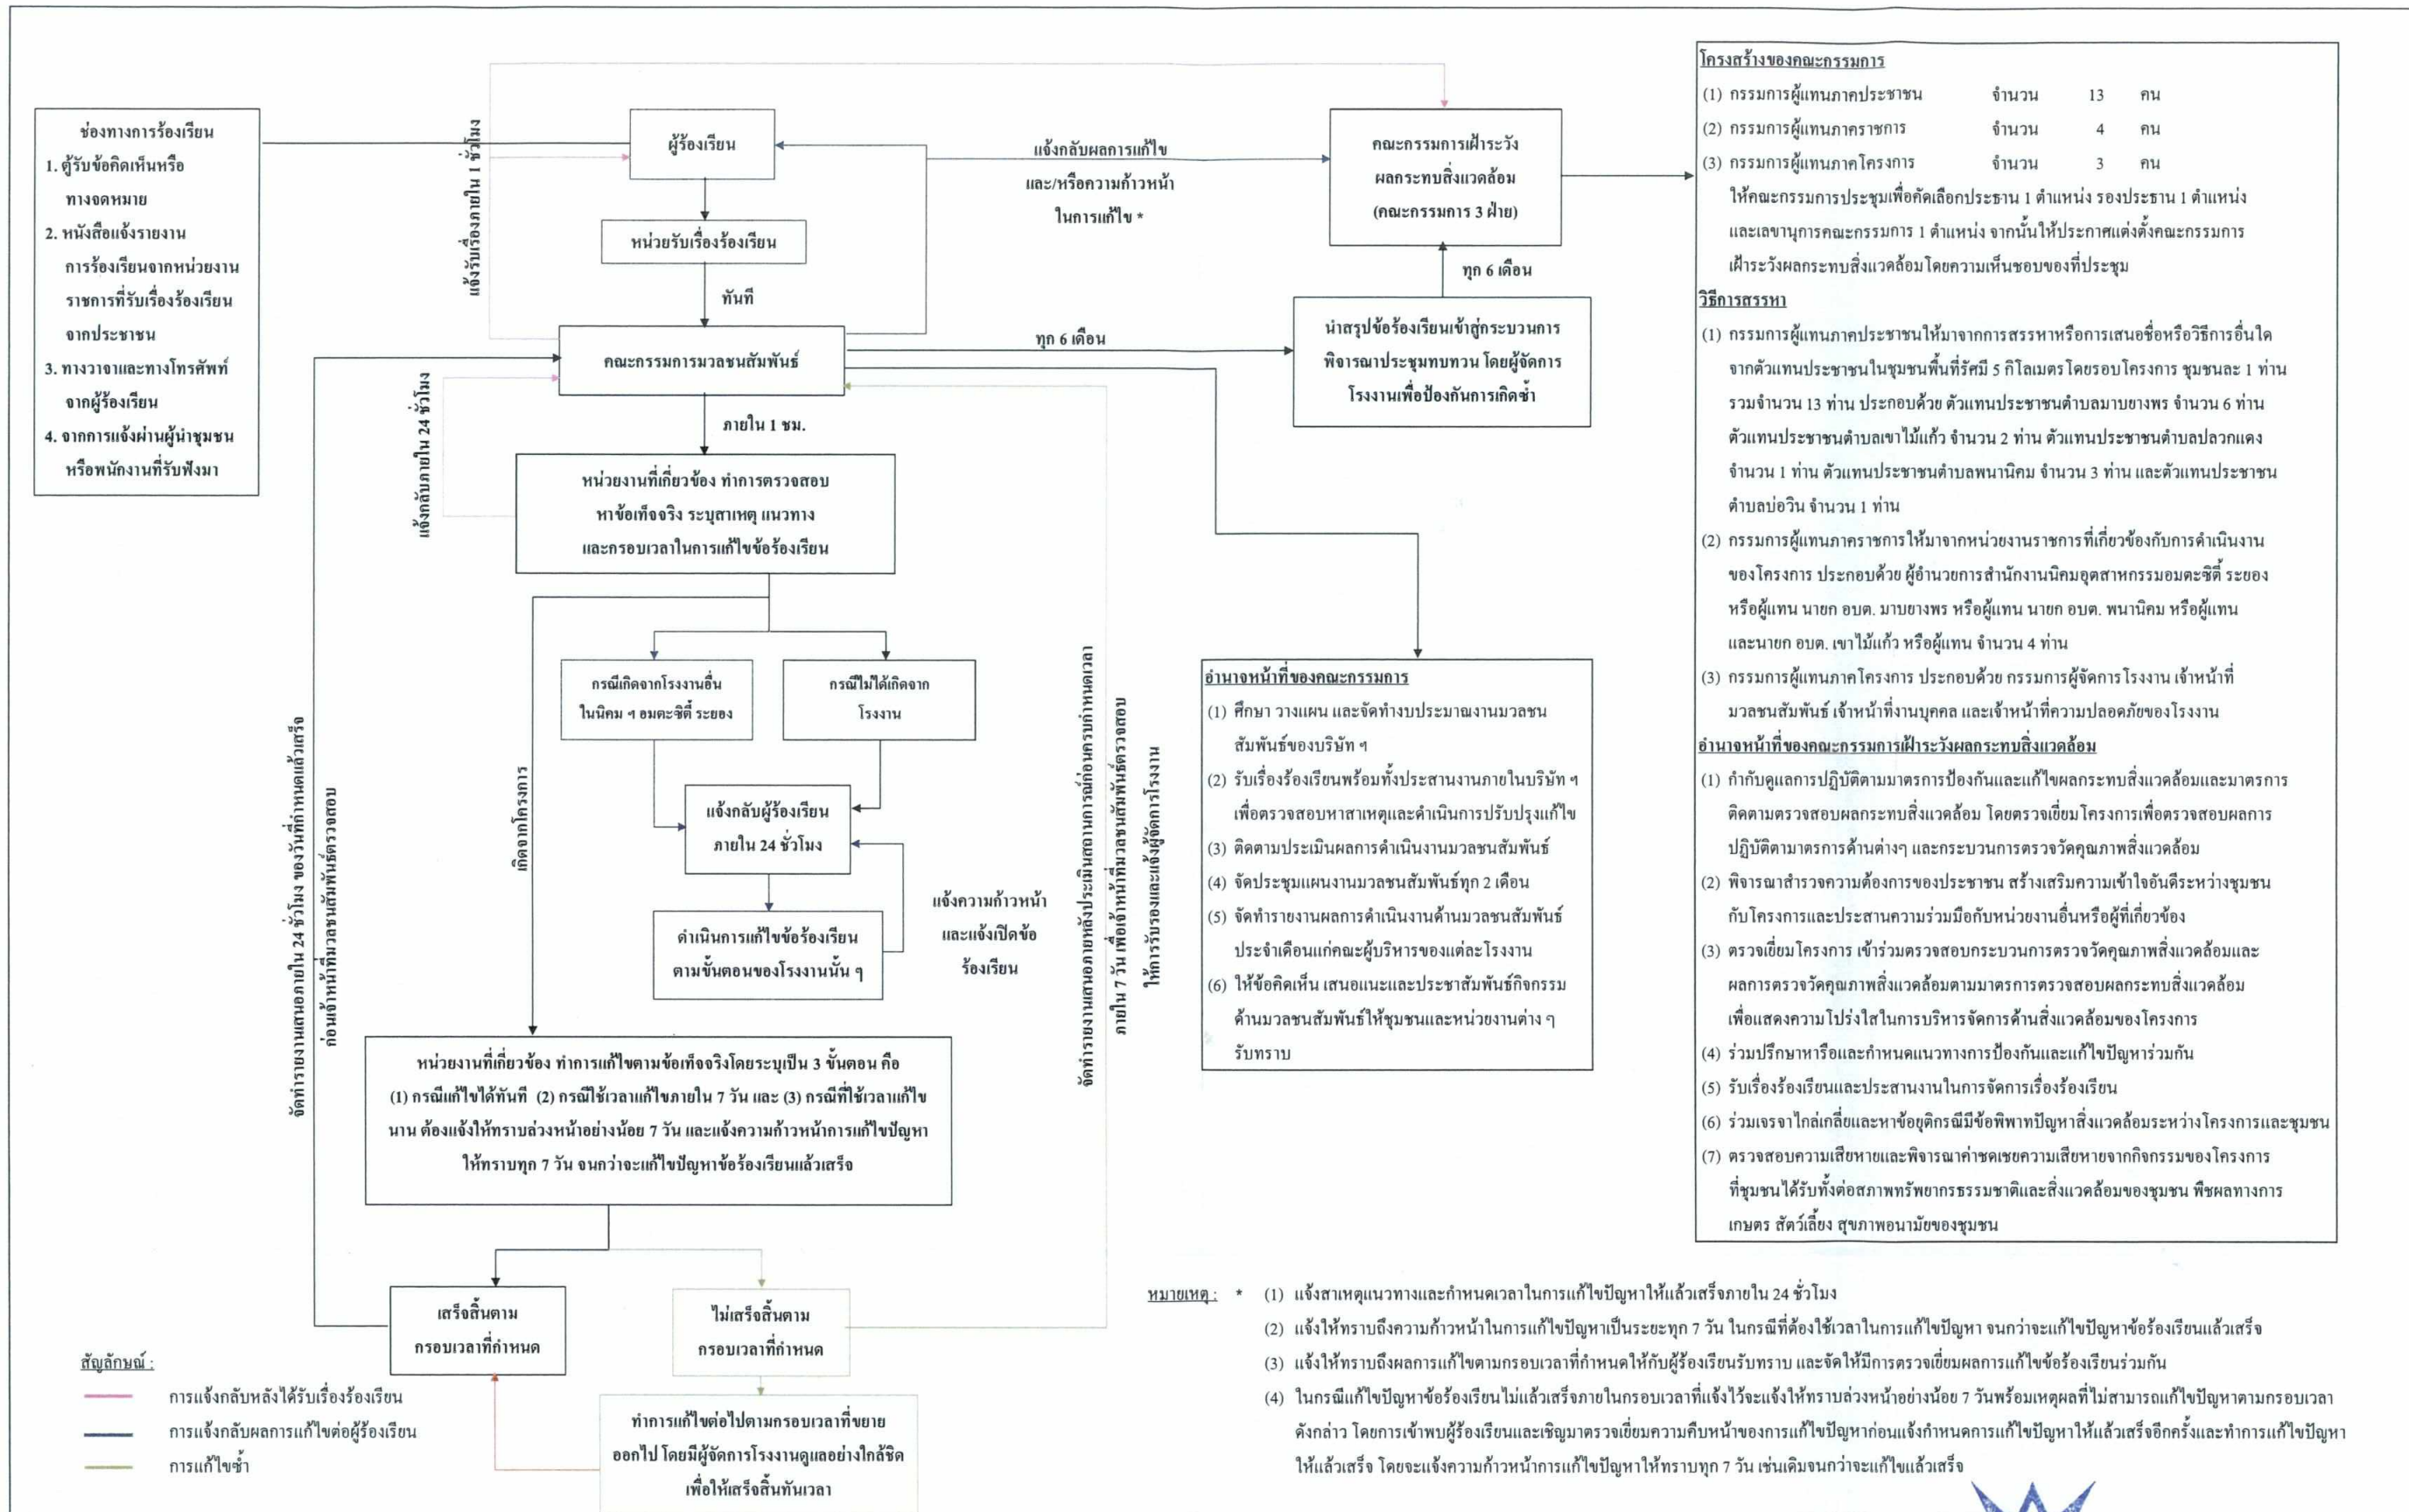 ช่องทางการร้องเรียน
1. ตู้รับข้อคิดเห็นหรือ
ทางจดหมาย
2. หนังสือแจ้งรายงาน
การร้องเรียนจากหน่วยงาน
ราชการที่รับเรื่องร้องเรียน
จากประชาชน
3. ทางวาจาและทางโทรศัพท์
จากผู้ร้องเรียน
4. จากการแจ้งผ่านผู้นำชุมชน
หรือพนักงานที่รับฟังมา
แจ้งรับเรื่องภายใน 1 ชั่วโมง
ผู้ร้องเรียน
หน่วยรับเรื่องร้องเรียน
ทันที
คณะกรรมการมวลชนสัมพันธ์
แจ้งกลับผลการแก้ไข
และ/หรือความก้าวหน้า
ในการแก้ไข *
คณะกรรมการเฝ้าระวัง
ผลกระทบสิ่งแวดล้อม
(คณะกรรมการ 3 ฝ่าย)
ทุก 6 เดือน
ทุก 6 เดือน
นำสรุปข้อร้องเรียนเข้าสู่กระบวนการ
พิจารณาประชุมทบทวน โดยผู้จัดการ
โรงงานเพื่อป้องกันการเกิดซ้ำ
แจ้งกลับภายใน 24 ชั่วโมง
ภายใน 1 ชม.
หน่วยงานที่เกี่ยวข้อง ทำการตรวจสอบ
หาข้อเท็จจริง ระบุสาเหตุ แนวทาง
และกรอบเวลาในการแก้ไขข้อร้องเรียน
กรณีเกิดจากโรงงานอื่น
ในนิคม ฯ อมตะซิตี้ ระยอง
กรณีไม่ได้เกิดจาก
โรงงาน
เกิดจากโครงการ
แจ้งกลับผู้ร้องเรียน
ภายใน 24 ชั่วโมง
ดำเนินการแก้ไขข้อร้องเรียน
ตามขั้นตอนของโรงงานนั้น ๆ
แจ้งความก้าวหน้า
และแจ้งเปิดข้อ
ร้องเรียน
จัดทำรายงานเสนอภายใน 24 ชั่วโมง ของวันที่กำหนดแล้วเสร็จ
ก่อนเจ้าหน้าที่มวลชนสัมพันธ์ตรวจสอบ
จัดทำรายงานเสนอภายหลังประเมินสถานการณ์ก่อนครบกำหนดเวลา
ภายใน 7 วัน เพื่อเจ้าหน้าที่มวลชนสัมพันธ์ตรวจสอบ
ให้การรับรองและแจ้งผู้จัดการโรงงาน
หน่วยงานที่เกี่ยวข้อง ทำการแก้ไขตามข้อเท็จจริงโดยระบุเป็น 3 ขั้นตอน คือ
(1) กรณีแก้ไขได้ทันที (2) กรณีใช้เวลาแก้ไขภายใน 7 วัน และ (3) กรณีที่ใช้เวลาแก้ไข
นาน ต้องแจ้งให้ทราบล่วงหน้าอย่างน้อย 7 วัน และแจ้งความก้าวหน้าการแก้ไขปัญหา
ให้ทราบทุก 7 วัน จนกว่าจะแก้ไขปัญหาข้อร้องเรียนแล้วเสร็จ
เสร็จสิ้นตาม
กรอบเวลาที่กำหนด
ไม่เสร็จสิ้นตาม
กรอบเวลาที่กำหนด
ทำการแก้ไขต่อไปตามกรอบเวลาที่ขยาย
ออกไป โดยมีผู้จัดการโรงงานดูแลอย่างใกล้ชิด
เพื่อให้เสร็จสิ้นทันเวลา
สัญลักษณ์ :
การแจ้งกลับหลังได้รับเรื่องร้องเรียน
การแจ้งกลับผลการแก้ไขต่อผู้ร้องเรียน
การแก้ไขซ้ำ
อำนาจหน้าที่ของคณะกรรมการ
(1) ศึกษา วางแผน และจัดทำงบประมาณงานมวลชน
สัมพันธ์ของบริษัท ฯ
(2) รับเรื่องร้องเรียนพร้อมทั้งประสานงานภายในบริษัท ฯ
เพื่อตรวจสอบหาสาเหตุและดำเนินการปรับปรุงแก้ไข
(3) ติดตามประเมินผลการดำเนินงานมวลชนสัมพันธ์
(4) จัดประชุมแผนงานมวลชนสัมพันธ์ทุก 2 เดือน
(5) จัดทำรายงานผลการดำเนินงานด้านมวลชนสัมพันธ์
ประจำเดือนแก่คณะผู้บริหารของแต่ละโรงงาน
(6) ให้ข้อคิดเห็น เสนอแนะและประชาสัมพันธ์กิจกรรม
ด้านมวลชนสัมพันธ์ให้ชุมชนและหน่วยงานต่าง ๆ
รับทราบ
โครงสร้างของคณะกรรมการ
(1) กรรมการผู้แทนภาคประชาชน จำนวน 13 คน
(2) กรรมการผู้แทนภาคราชการ จำนวน 4 คน
(3) กรรมการผู้แทนภาคโครงการ จำนวน 3 คน
ให้คณะกรรมการประชุมเพื่อคัดเลือกประธาน 1 ตำแหน่ง รองประธาน 1 ตำแหน่ง
และเลขานุการคณะกรรมการ 1 ตำแหน่ง จากนั้นให้ประกาศแต่งตั้งคณะกรรมการ
เฝ้าระวังผลกระทบสิ่งแวดล้อมโดยความเห็นชอบของที่ประชุม
วิธีการสรรหา
(1) กรรมการผู้แทนภาคประชาชนให้มาจากการสรรหาหรือการเสนอชื่อหรือวิธีการอื่นใด
จากตัวแทนประชาชนในชุมชนพื้นที่รัศมี 5 กิโลเมตรโดยรอบโครงการ ชุมชนละ 1 ท่าน
รวมจำนวน 13 ท่าน ประกอบด้วย ตัวแทนประชาชนตำบลมาบยางพร จำนวน 6 ท่าน
ตัวแทนประชาชนตำบลเขาไม้แก้ว จำนวน 2 ท่าน ตัวแทนประชาชนตำบลปลวกแดง
จำนวน 1 ท่าน ตัวแทนประชาชนตำบลพนานิคม จำนวน 3 ท่าน และตัวแทนประชาชน
ตำบลบ่อวิน จำนวน 1 ท่าน
(2) กรรมการผู้แทนภาคราชการให้มาจากหน่วยงานราชการที่เกี่ยวข้องกับการดำเนินงาน
ของโครงการ ประกอบด้วย ผู้อำนวยการสำนักงานนิคมอุตสาหกรรมอมตะซิตี้ ระยอง
หรือผู้แทน นายก อบต. มาบยางพร หรือผู้แทน นายก อบต. พนานิคม หรือผู้แทน
และนายก อบต. เขาไม้แก้ว หรือผู้แทน จำนวน 4 ท่าน
(3) กรรมการผู้แทนภาคโครงการ ประกอบด้วย กรรมการผู้จัดการโรงงาน เจ้าหน้าที่
มวลชนสัมพันธ์ เจ้าหน้าที่งานบุคคล และเจ้าหน้าที่ความปลอดภัยของโรงงาน
อำนาจหน้าที่ของคณะกรรมการเฝ้าระวังผลกระทบสิ่งแวดล้อม
(1) กำกับดูแลการปฏิบัติตามมาตรการป้องกันและแก้ไขผลกระทบสิ่งแวดล้อมและมาตรการ
ติดตามตรวจสอบผลกระทบสิ่งแวดล้อม โดยตรวจเยี่ยมโครงการเพื่อตรวจสอบผลการ
ปฏิบัติตามาตรการด้านต่างๆ และกระบวนการตรวจวัดคุณภาพสิ่งแวดล้อม
(2) พิจารณาสำรวจความต้องการของประชาชน สร้างเสริมความเข้าใจอันดีระหว่างชุมชน
กับโครงการและประสานความร่วมมือกับหน่วยงานอื่นหรือผู้ที่เกี่ยวข้อง
(3) ตรวจเยี่ยมโครงการ เข้าร่วมตรวจสอบกระบวนการตรวจวัดคุณภาพสิ่งแวดล้อมและ
ผลการตรวจวัดคุณภาพสิ่งแวดล้อมตามมาตรการตรวจสอบผลกระทบสิ่งแวดล้อม
เพื่อแสดงความโปร่งใสในการบริหารจัดการด้านสิ่งแวดล้อมของโครงการ
(4) ร่วมปรึกษาหารือและกำหนดแนวทางการป้องกันและแก้ไขปัญหาร่วมกัน
(5) รับเรื่องร้องเรียนและประสานงานในการจัดการเรื่องร้องเรียน
(6) ร่วมเจรจาไกล่เกลี่ยและหาข้อยุติกรณีมีข้อพิพาทปัญหาสิ่งแวดล้อมระหว่างโครงการและชุมชน
(7) ตรวจสอบความเสียหายและพิจารณาค่าชดเชยความเสียหายจากกิจกรรมของโครงการ
ที่ชุมชนได้รับทั้งต่อสภาพทรัพยากรธรรมชาติและสิ่งแวดล้อมของชุมชน พืชผลทางการ
เกษตร สัตว์เลี้ยง สุขภาพอนามัยของชุมชน
หมายเหตุ : * (1) แจ้งสาเหตุแนวทางและกำหนดเวลาในการแก้ไขปัญหาให้แล้วเสร็จภายใน 24 ชั่วโมง
(2) แจ้งให้ทราบถึงความก้าวหน้าในการแก้ไขปัญหาเป็นระยะทุก 7 วัน ในกรณีที่ต้องใช้เวลาในการแก้ไขปัญหา จนกว่าจะแก้ไขปัญหาข้อร้องเรียนแล้วเสร็จ
(3) แจ้งให้ทราบถึงผลการแก้ไขตามกรอบเวลาที่กำหนดให้กับผู้ร้องเรียนรับทราบ และจัดให้มีการตรวจเยี่ยมผลการแก้ไขข้อร้องเรียนร่วมกัน
(4) ในกรณีแก้ไขปัญหาข้อร้องเรียนไม่แล้วเสร็จภายในกรอบเวลาที่แจ้งไว้จะแจ้งให้ทราบล่วงหน้าอย่างน้อย 7 วันพร้อมเหตุผลที่ไม่สามารถแก้ไขปัญหาตามกรอบเวลา
ดังกล่าว โดยการเข้าพบผู้ร้องเรียนและเชิญมาตรวจเยี่ยมความคืบหน้าของการแก้ไขปัญหาก่อนแจ้งกำหนดการแก้ไขปัญหาให้แล้วเสร็จอีกครั้งและทำการแก้ไขปัญหา
ให้แล้วเสร็จ โดยจะแจ้งความก้าวหน้าการแก้ไขปัญหาให้ทราบทุก 7 วัน เช่นเดิมจนกว่าจะแก้ไขแล้วเสร็จ